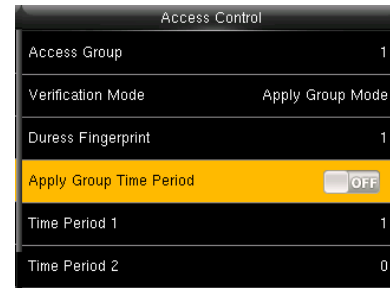 Access Control
Access Group 1
Verification Mode Apply Group Mode
Duress Fingerprint 1
Apply Group Time Period OFF
Time Period 1 1
Time Period 2 0